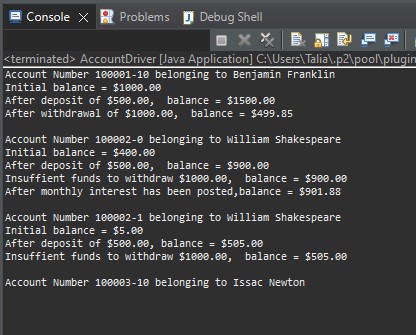 Console Problems Debug Shell
<terminated> AccountDriver [Java Application] C:\Users\Talia\.p2\pool\plugin
Account Number 100001-10 belonging to Benjamin Franklin
Initial balance = $1000.00
After deposit of $500.00,  balance = $1500.00
After withdrawal of $1000.00,  balance = $499.85
Account Number 100002-0 belonging to William Shakespeare
Initial balance = $400.00
After deposit of $500.00,  balance = $900.00
Insufficient funds to withdraw $1000.00,  balance = $900.00
After monthly interest has been posted,balance = $901.88
Account Number 100002-1 belonging to William Shakespeare
Initial balance = $5.00
After deposit of $500.00, balance = $505.00
Insufficient funds to withdraw $1000.00,  balance = $505.00
Account Number 100003-10 belonging to Issac Newton